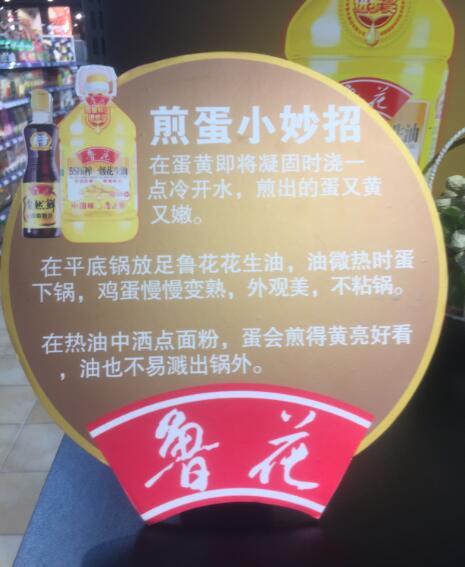 煎蛋小妙招
在蛋黄即将凝固时浇一
点冷开水，煎出的蛋又黄
又嫩。
在平底锅放足鲁花花生油，油微热时蛋
下锅，鸡蛋慢慢变熟，外观美，不粘锅。
在热油中洒点面粉，蛋会煎得黄亮好看
，油也不易溅出锅外。
鲁花
鲁花
鲁花